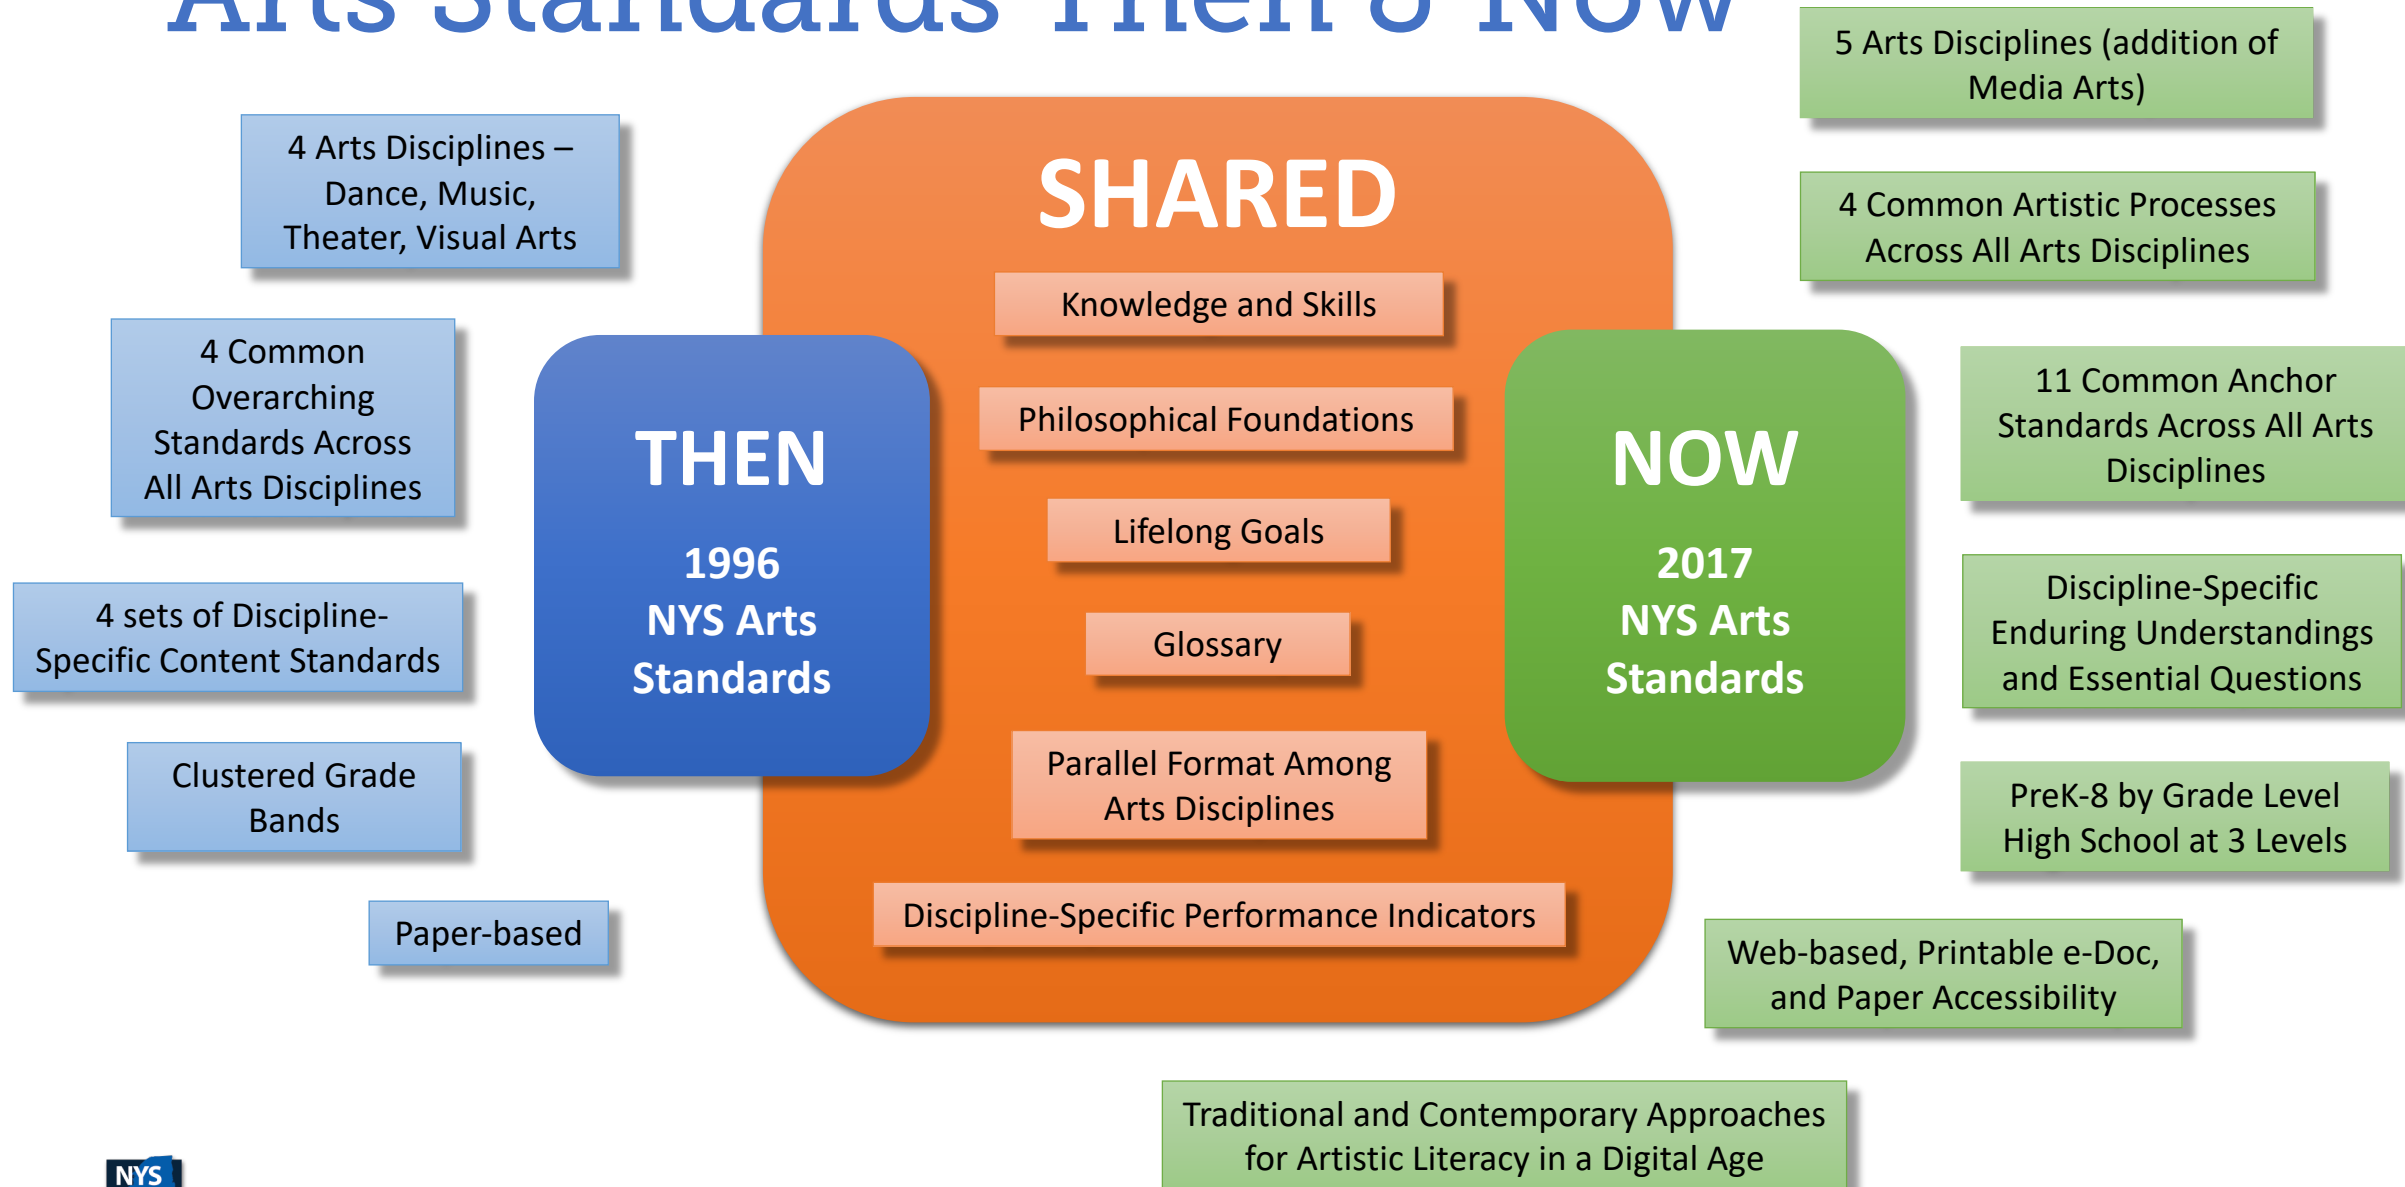 Arts Standards Then & Now
4 Arts Disciplines –
Dance, Music,
Theater, Visual Arts
4 Common
Overarching
Standards Across
All Arts Disciplines
4 sets of Discipline-
Specific Content Standards
Clustered Grade
Bands
Paper-based
THEN
1996
NYS Arts
Standards
SHARED
Knowledge and Skills
Philosophical Foundations
Lifelong Goals
Glossary
Parallel Format Among
Arts Disciplines
Discipline-Specific Performance Indicators
NOW
2017
NYS Arts
Standards
5 Arts Disciplines (addition of
Media Arts)
4 Common Artistic Processes
Across All Arts Disciplines
11 Common Anchor
Standards Across All Arts
Disciplines
Discipline-Specific
Enduring Understandings
and Essential Questions
PreK-8 by Grade Level
High School at 3 Levels
Web-based, Printable e-Doc,
and Paper Accessibility
Traditional and Contemporary Approaches
for Artistic Literacy in a Digital Age
NYS